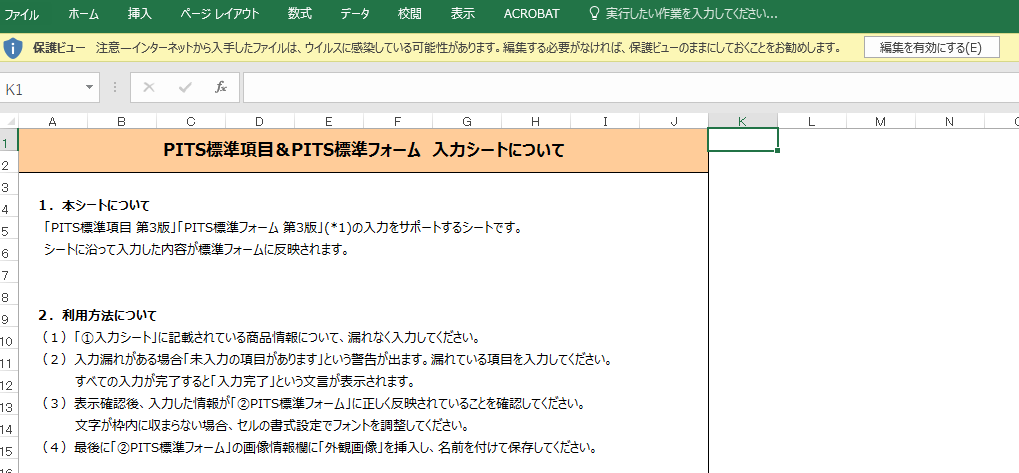 ファイル ホーム 挿入 ページ レイアウト 数式 データ 校閲 表示 ACROBAT 実行したい作業を入力してください...
保護ビュー 注意—インターネットから入手したファイルは、ウイルスに感染している可能性があります。編集する必要がなければ、保護ビューのままにしておくことをお勧めします。 編集を有効にする(E)
K1 fx
A B C D E F G H I J K L M N
1
PITS標準項目＆PITS標準フォーム 入力シートについて
2
3
4 1．本シートについて
5 「PITS標準項目 第3版」「PITS標準フォーム 第3版」(*1)の入力をサポートするシートです。
6 シートに沿って入力した内容が標準フォームに反映されます。
7
8
9 2．利用方法について
10 （１）「①入力シート」に記載されている商品情報について、漏れなく入力してください。
11 （２）入力漏れがある場合「未入力の項目があります」という警告が出ます。漏れている項目を入力してください。
12 すべての入力が完了すると「入力完了」という文言が表示されます。
13 （３）表示確認後、入力した情報が「②PITS標準フォーム」に正しく反映されていることを確認してください。
14 文字が枠内に収まらない場合、セルの書式設定でフォントを調整してください。
15 （４）最後に「②PITS標準フォーム」の画像情報欄に「外観画像」を挿入し、名前を付けて保存してください。